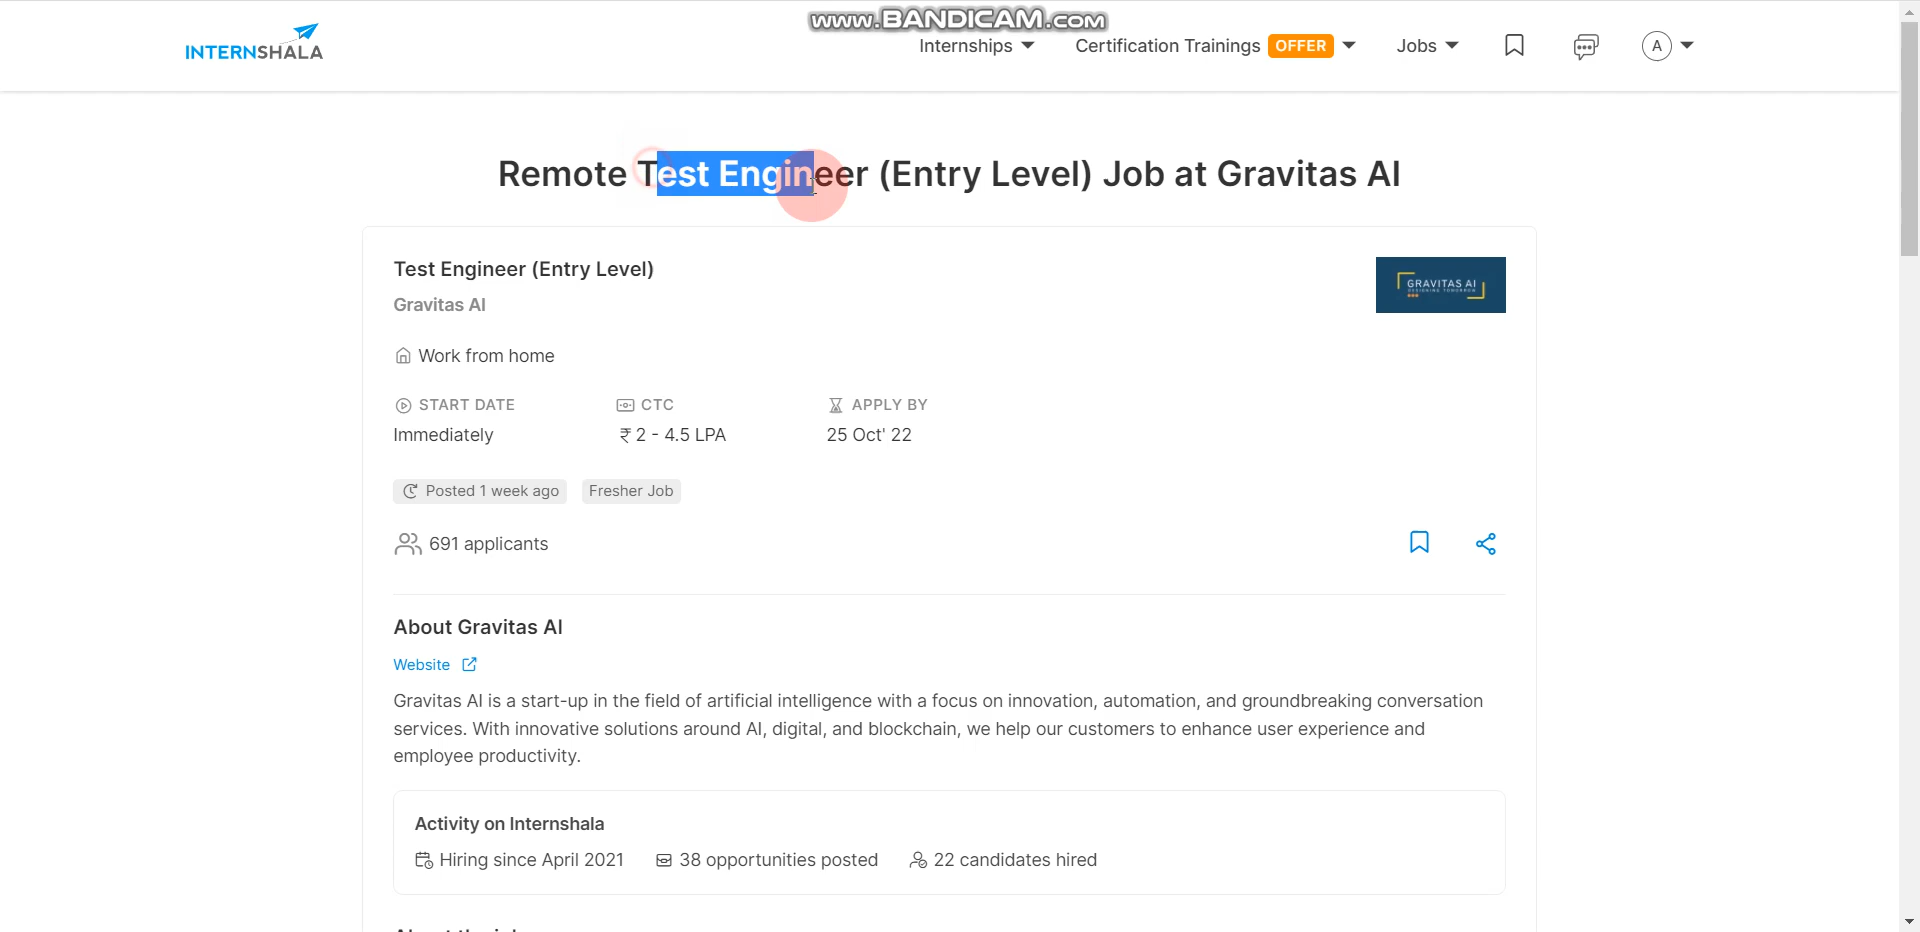 www.BANDICAM.com
INTERNSHALA
Internships
Certification Trainings OFFER
Jobs
A
Remote Test Engineer (Entry Level) Job at Gravitas AI
Test Engineer (Entry Level)
Gravitas AI
GRAVITAS AI
DESIGNING TOMORROW
Work from home
START DATE
Immediately
CTC
₹ 2 - 4.5 LPA
APPLY BY
25 Oct' 22
Posted 1 week ago
Fresher Job
691 applicants
About Gravitas AI
Website
Gravitas AI is a start-up in the field of artificial intelligence with a focus on innovation, automation, and groundbreaking conversation
services. With innovative solutions around AI, digital, and blockchain, we help our customers to enhance user experience and
employee productivity.
Activity on Internshala
Hiring since April 2021
38 opportunities posted
22 candidates hired